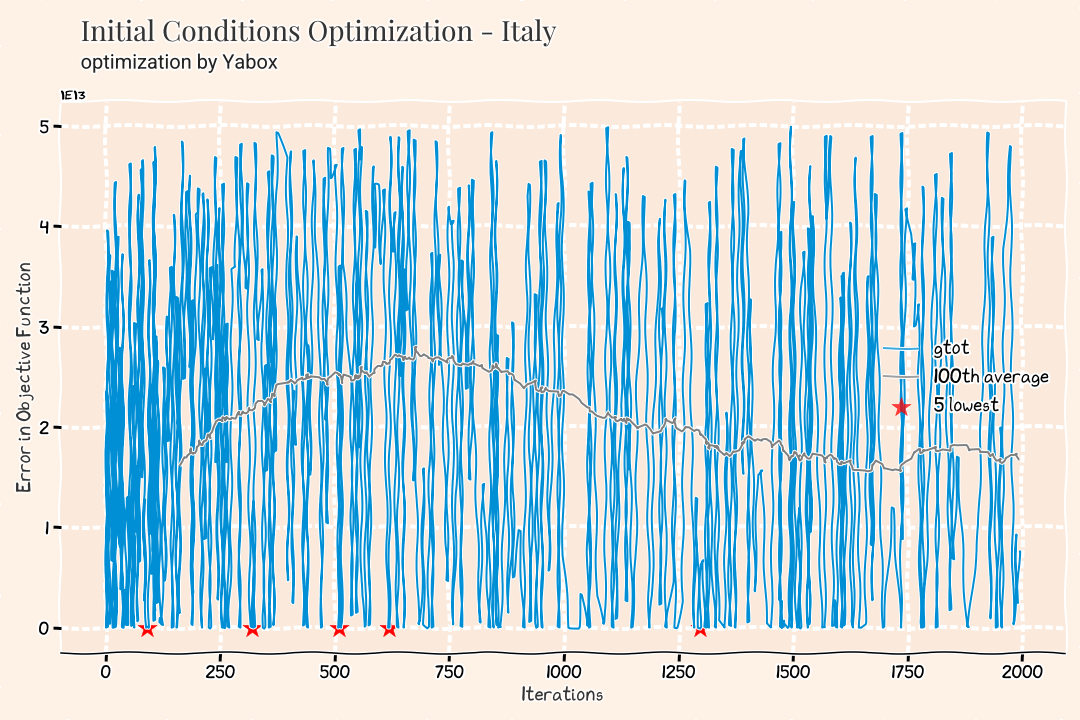 Initial Conditions Optimization - Italy
optimization by Yabox
1E13
5
4
3
2
1
0
Error in Objective Function
gtot
100th average
5 lowest
0 250 500 750 1000 1250 1500 1750 2000
Iterations